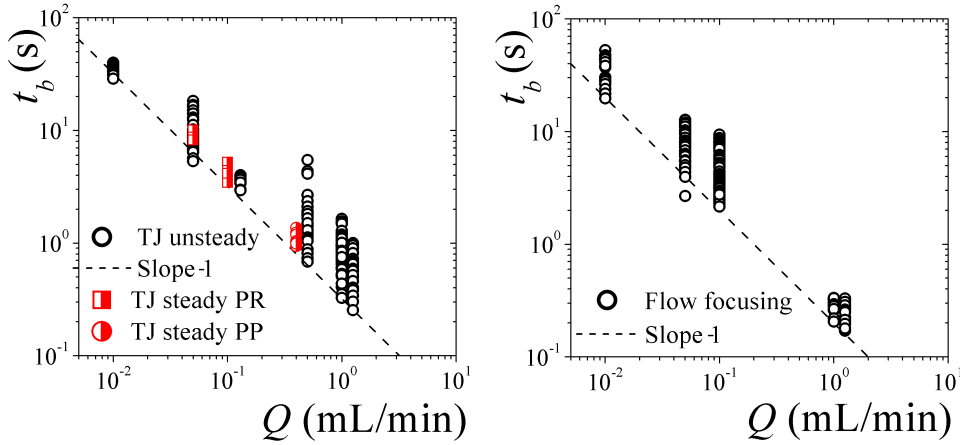 t_b (s)
10^2
10^1
10^0
10^-1
TJ unsteady
Slope-1
TJ steady PR
TJ steady PP
10^-2
10^-1
10^0
10^1
Q (mL/min)
t_b (s)
10^2
10^1
10^0
10^-1
Flow focusing
Slope-1
10^-2
10^-1
10^0
10^1
Q (mL/min)